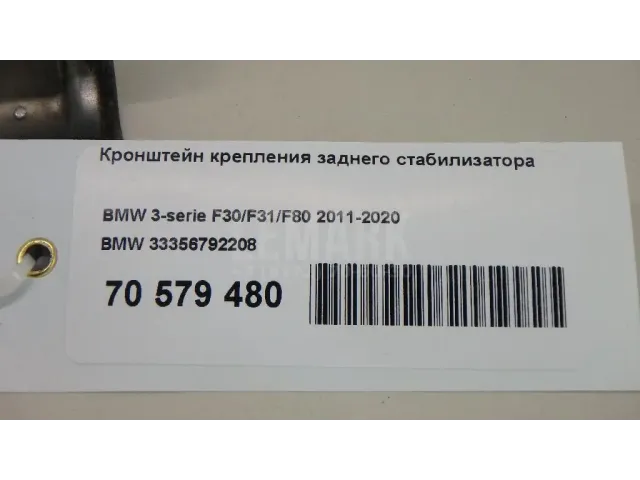 Кронштейн крепления заднего стабилизатора
BMW 3-serie F30/F31/F80 2011-2020
BMW 33356792208
70 579 480